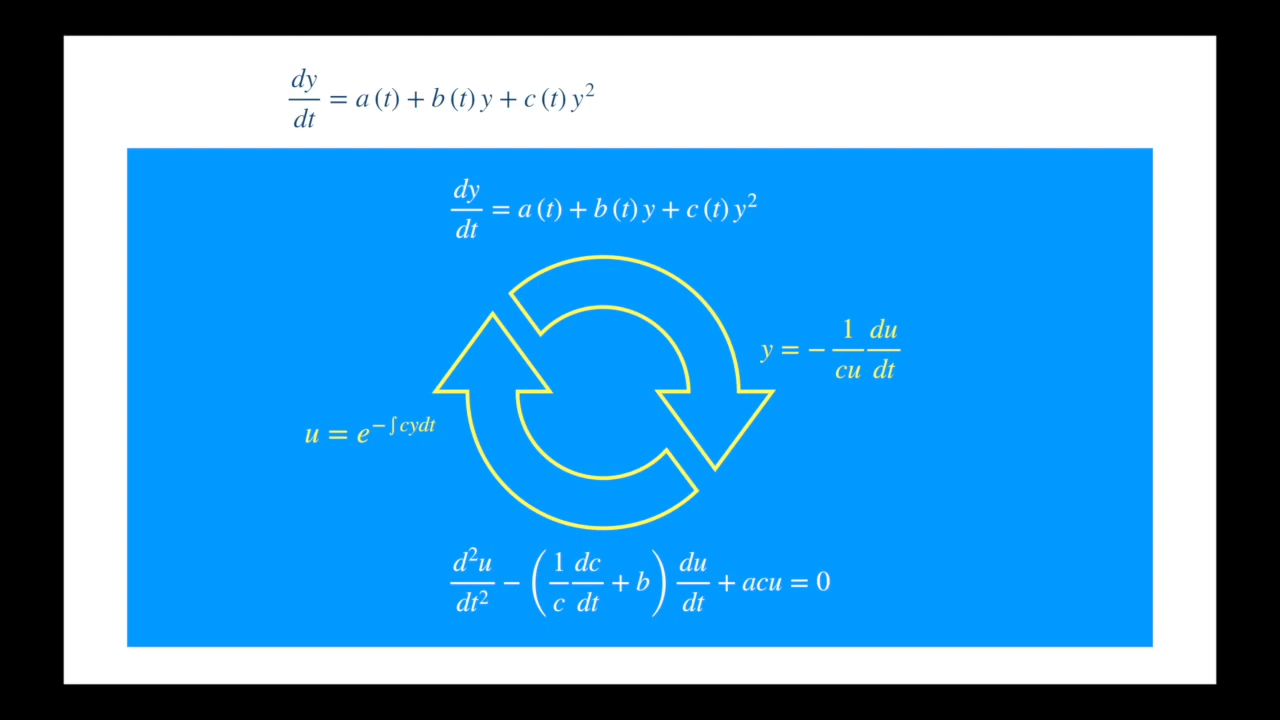 dy/dt = a (t) + b (t) y + c (t) y²
dy/dt = a (t) + b (t) y + c (t) y²
y = − 1/cu du/dt
u = e^{−∫cydt}
d²u/dt² − (1/c dc/dt + b) du/dt + acu = 0